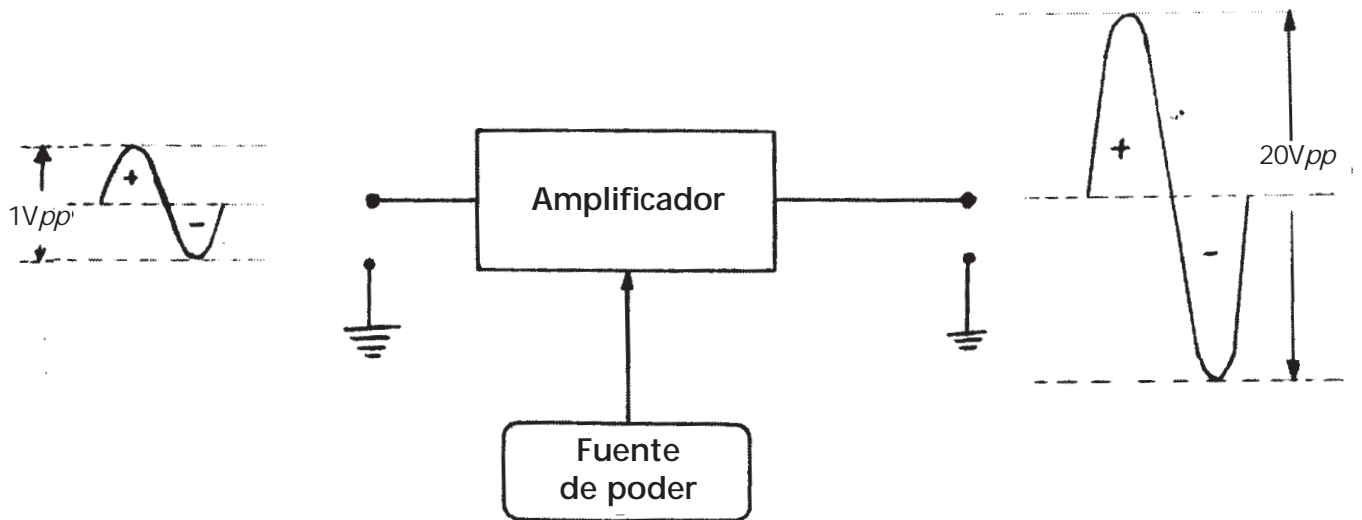 1Vpp
+
-
Amplificador
Fuente
de poder
+
-
20Vpp